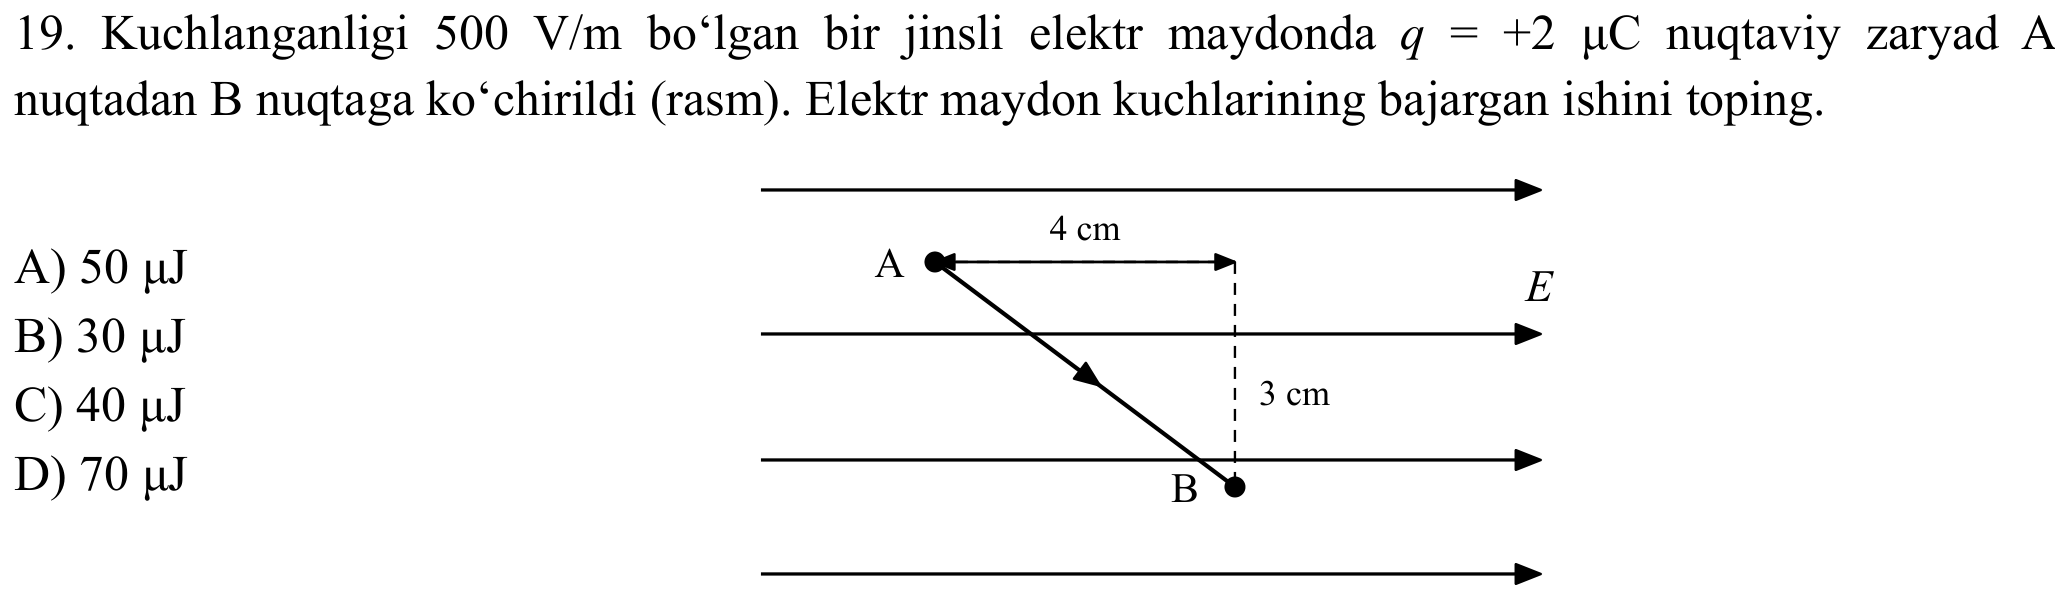 19. Kuchlanganligi 500 V/m bo‘lgan bir jinsli elektr maydonda q = +2 μC nuqtaviy zaryad A
nuqtadan B nuqtaga ko‘chirildi (rasm). Elektr maydon kuchlarining bajargan ishini toping.
A) 50 μJ
B) 30 μJ
C) 40 μJ
D) 70 μJ
4 cm
A
E
3 cm
B